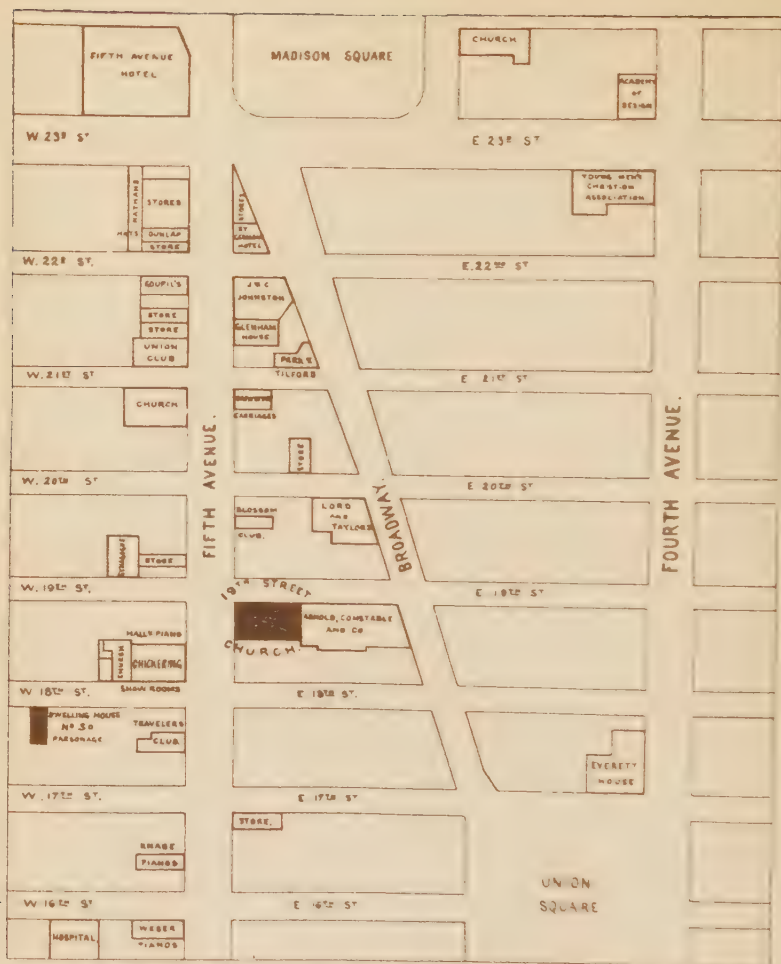 FIFTH AVENUE
HOTEL
MADISON SQUARE
CHURCH
ACADEMY
OF
DESIGN
W. 23D ST
E 23D ST
STORES
HATS
DUNLAP
STORE
STORES
HOTEL
YOUNG MEN'S
CHRISTION
ASSOCIATION
W. 22D ST.
E. 22ND ST
GOUPIL'S
STORE
STORE
UNION
CLUB
JOHNSTON
GLENHAM
HOUSE
PARK &
TILFORD
W. 21ST ST
E 21ST ST
CHURCH
CARRIAGES
STORE
FIFTH AVENUE.
BROADWAY.
FOURTH AVENUE.
W. 20TH ST
E 20TH ST
STORE
BLOSSOM
CLUB.
LORD
AND
TAYLORS
W. 19TH ST.
19TH STREET
CHURCH.
E 19TH ST
ARNOLD, CONSTABLE
AND CO
HALL'S PIANO
CHURCH
CHICKERING
SHOW ROOMS
W 18TH ST.
E 18TH ST.
DWELLING HOUSE
No 30
PARSONAGE
TRAVELERS
CLUB
EVERETT
HOUSE
W. 17TH ST.
E 17TH ST
STORE.
KNABE
PIANOS
W 16TH ST.
E 16TH ST
UNION
SQUARE
HOSPITAL
WEBER
PIANOS